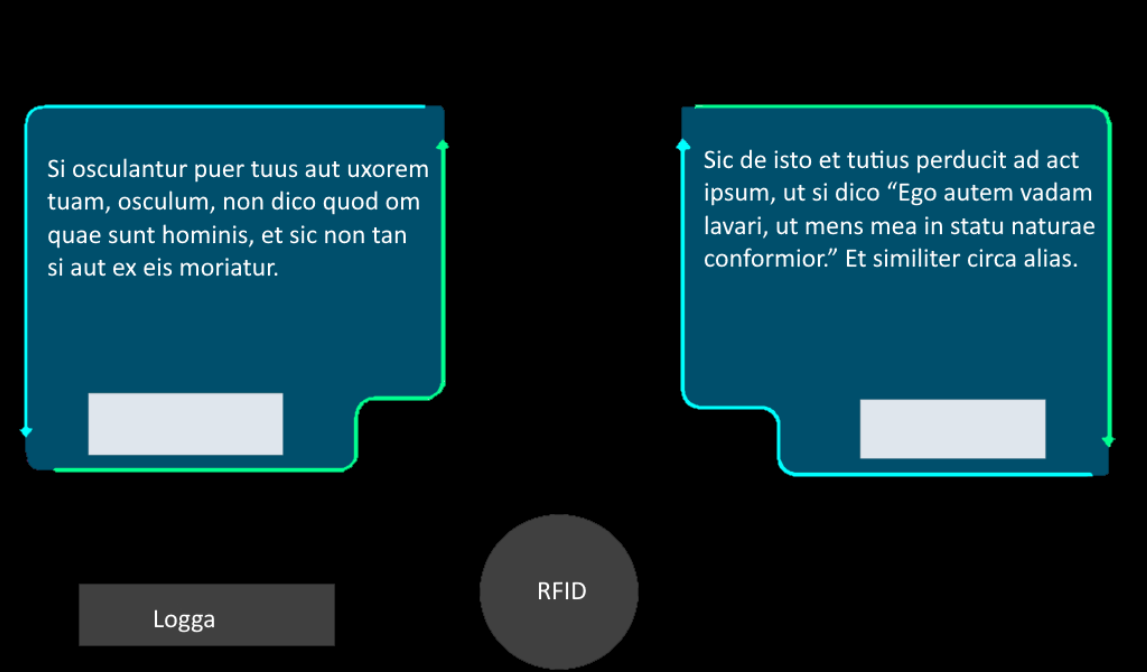 Si osculantur puer tuus aut uxorem
tuam, osculum, non dico quod om
quae sunt hominis, et sic non tan
si aut ex eis moriatur.
Sic de isto et tutius perducit ad act
ipsum, ut si dico “Ego autem vadam
lavari, ut mens mea in statu naturae
conformior.” Et similiter circa alias.
RFID
Logga